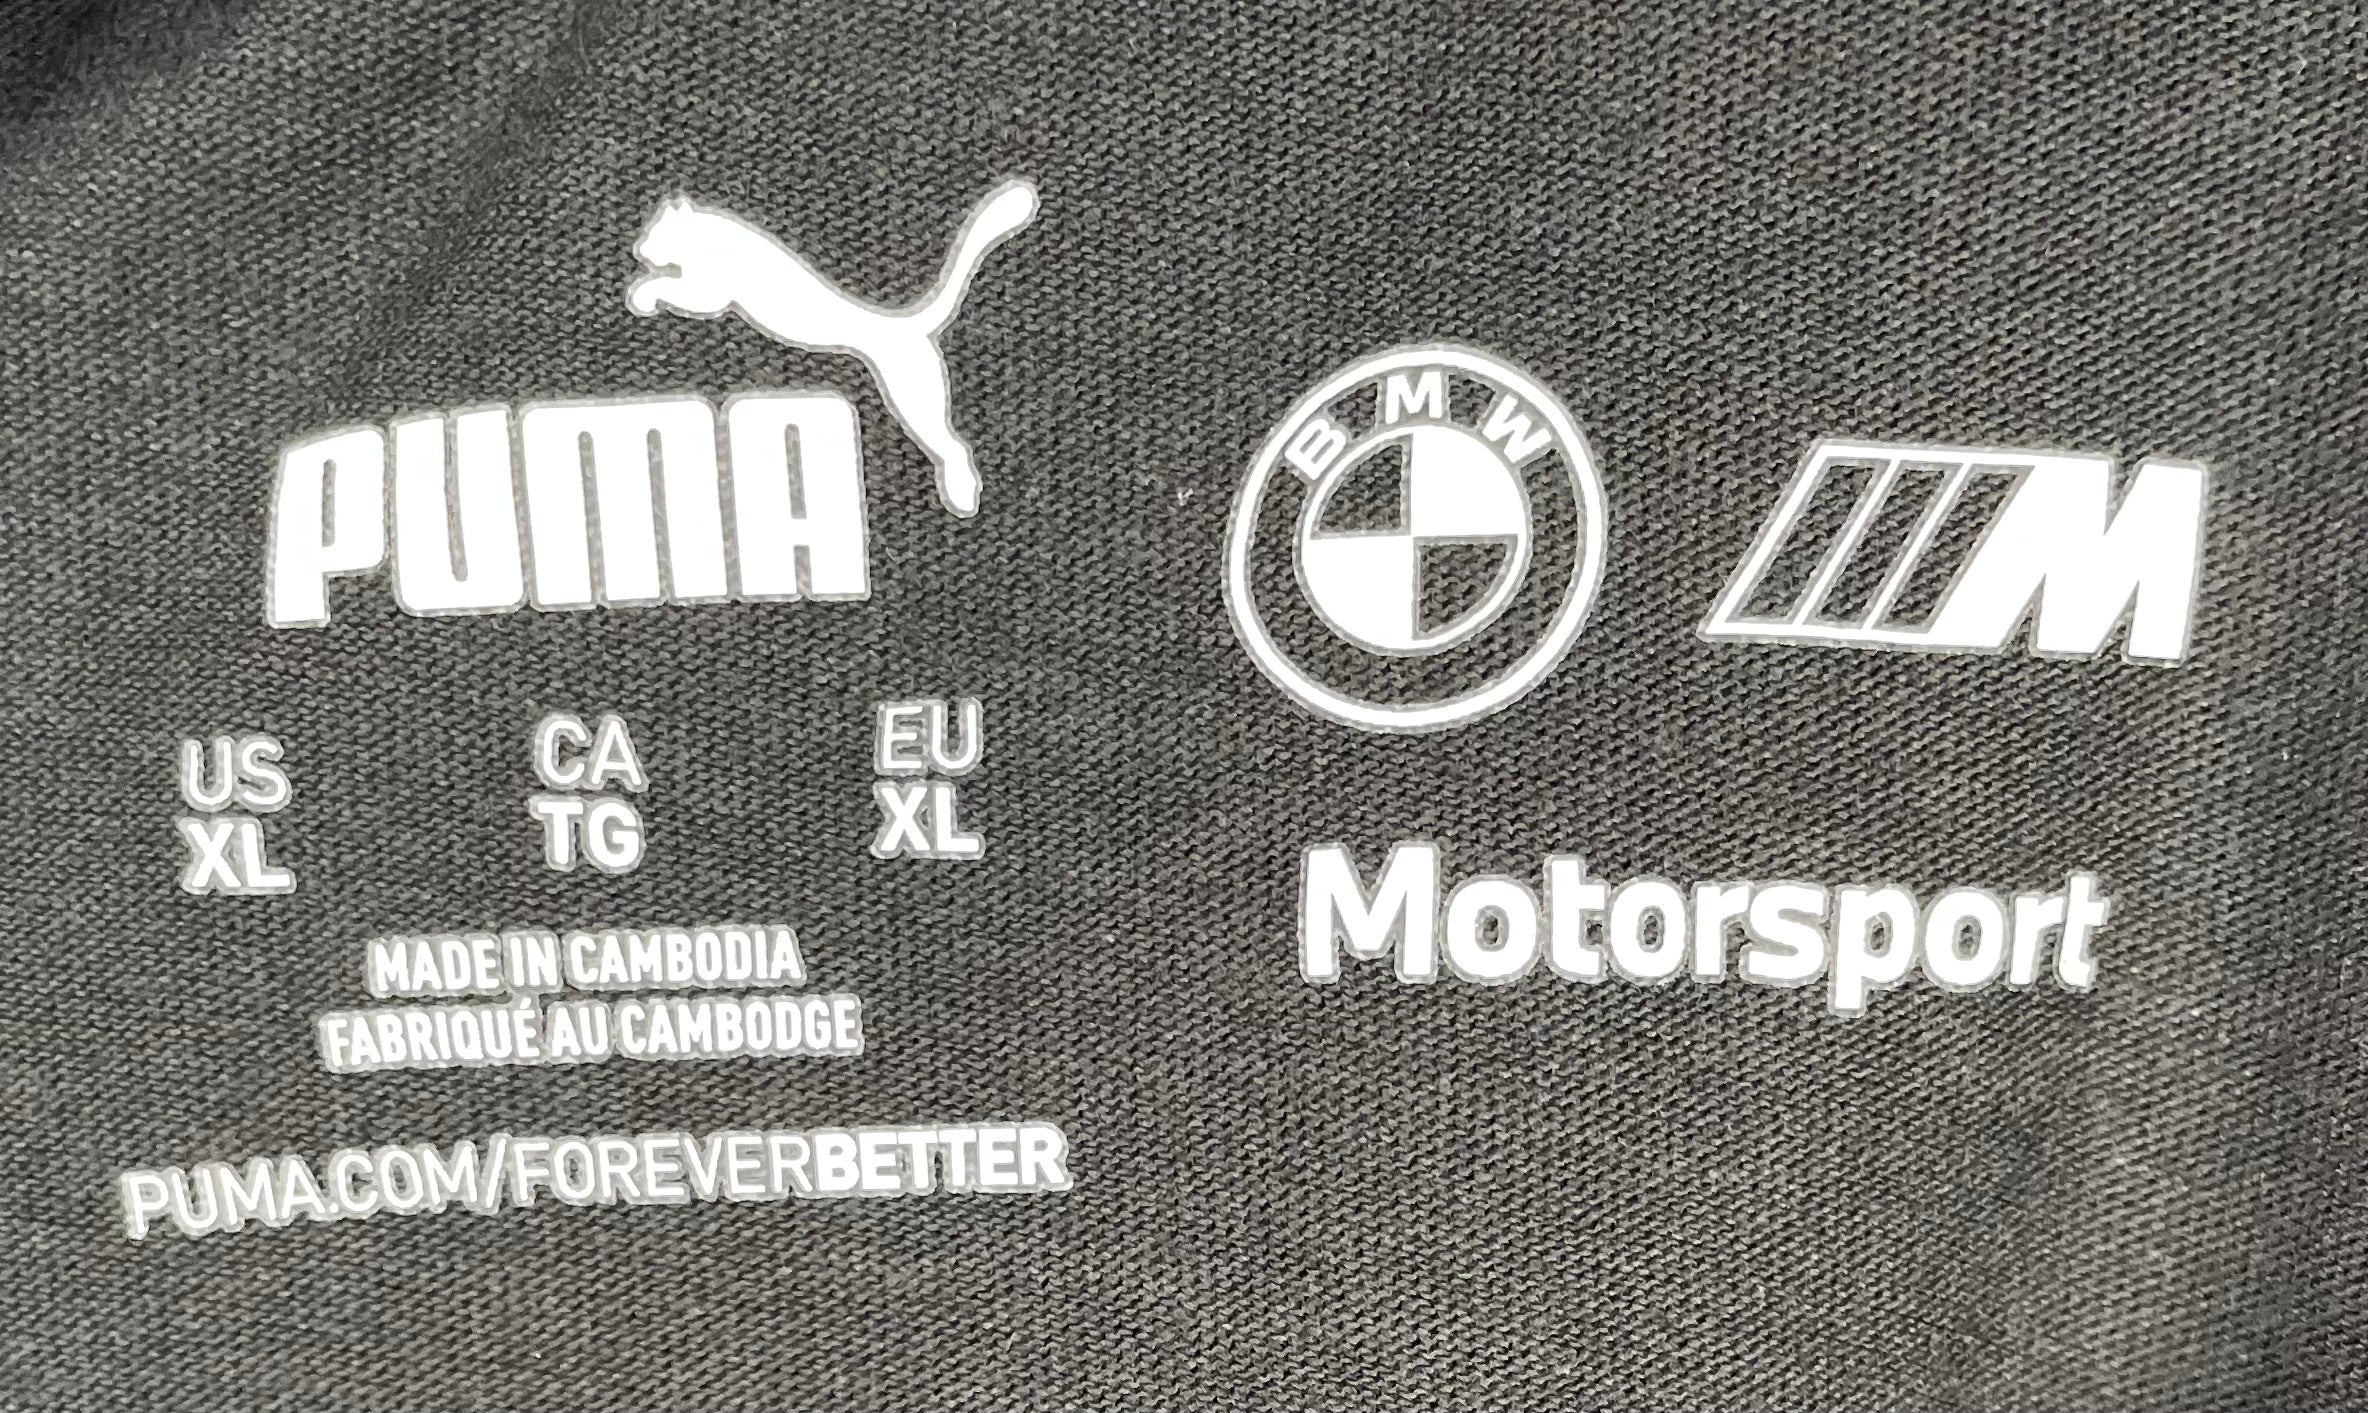 PUMA
US CA EU
XL TG XL
MADE IN CAMBODIA
FABRIQUÉ AU CAMBODGE
PUMA.COM/FOREVERBETTER
BMW
M
Motorsport